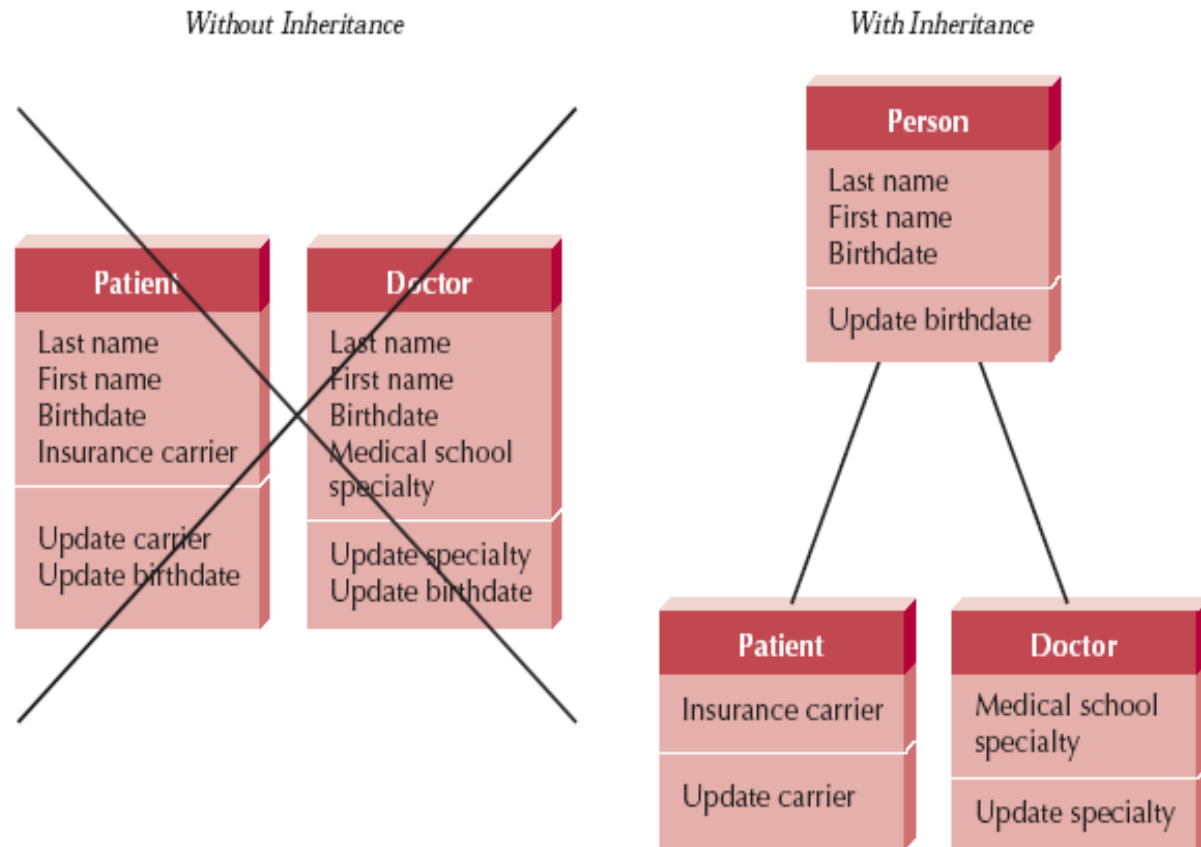 Without Inheritance
Patient
Last name
First name
Birthdate
Insurance carrier
Update carrier
Update birthdate
Doctor
Last name
First name
Birthdate
Medical school
specialty
Update specialty
Update birthdate
With Inheritance
Person
Last name
First name
Birthdate
Update birthdate
Patient
Insurance carrier
Update carrier
Doctor
Medical school
specialty
Update specialty